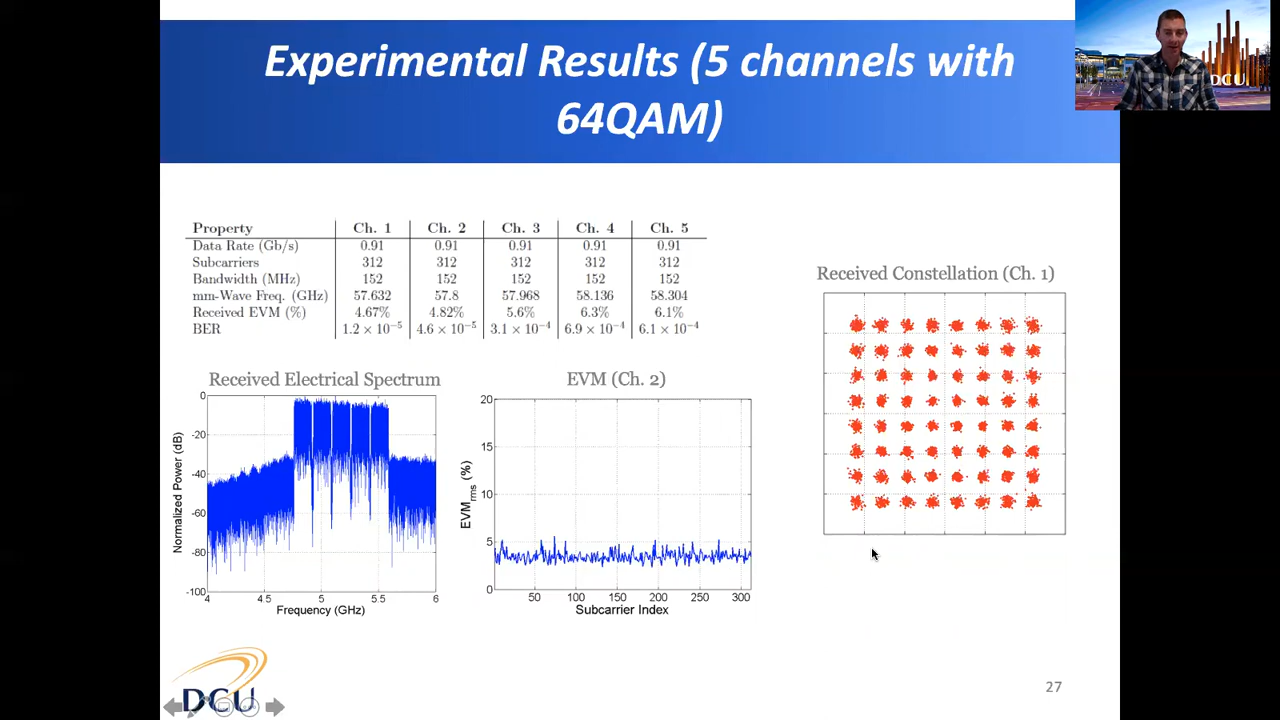 Experimental Results (5 channels with
64QAM)
DCU
Property Ch. 1 Ch. 2 Ch. 3 Ch. 4 Ch. 5
Data Rate (Gb/s) 0.91 0.91 0.91 0.91 0.91
Subcarriers 312 312 312 312 312
Bandwidth (MHz) 152 152 152 152 152
mm-Wave Freq. (GHz) 57.632 57.8 57.968 58.136 58.304
Received EVM (%) 4.67% 4.82% 5.6% 6.3% 6.1%
BER 1.2 × 10⁻⁵ 4.6 × 10⁻⁵ 3.1 × 10⁻⁴ 6.9 × 10⁻⁴ 6.1 × 10⁻⁴
Received Constellation (Ch. 1)
Received Electrical Spectrum
0
-20
-40
-60
-80
-100
Normalized Power (dB)
4 4.5 5 5.5 6
Frequency (GHz)
EVM (Ch. 2)
20
15
10
5
0
EVMrms (%)
50 100 150 200 250 300
Subcarrier Index
DCU
27